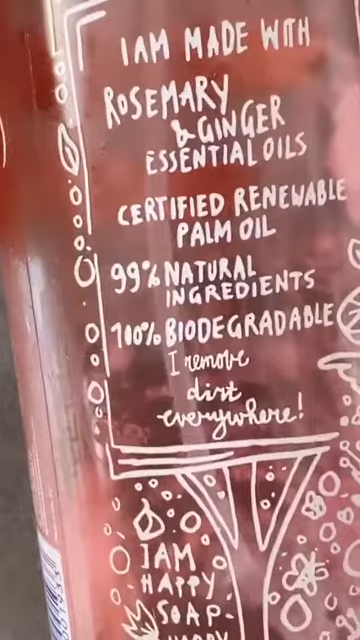 I AM MADE WITH
ROSEMARY
& GINGER
ESSENTIAL OILS
CERTIFIED RENEWABLE
PALM OIL
99% NATURAL
INGREDIENTS
100% BIODEGRADABLE
I remove
dirt
everywhere!
I AM
HAPPY
SOAP-
HAPPY